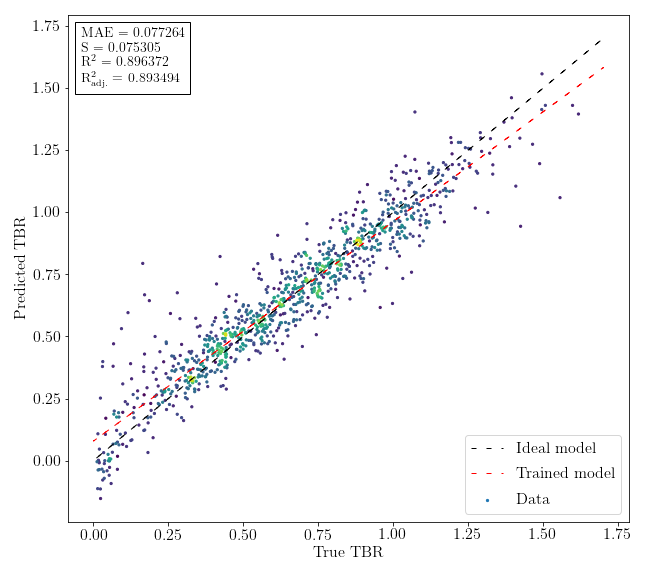 1.75
1.50
1.25
1.00
0.75
0.50
0.25
0.00
Predicted TBR
MAE = 0.077264
S = 0.075305
R² = 0.896372
R²adj. = 0.893494
Ideal model
Trained model
Data
0.00 0.25 0.50 0.75 1.00 1.25 1.50 1.75
True TBR